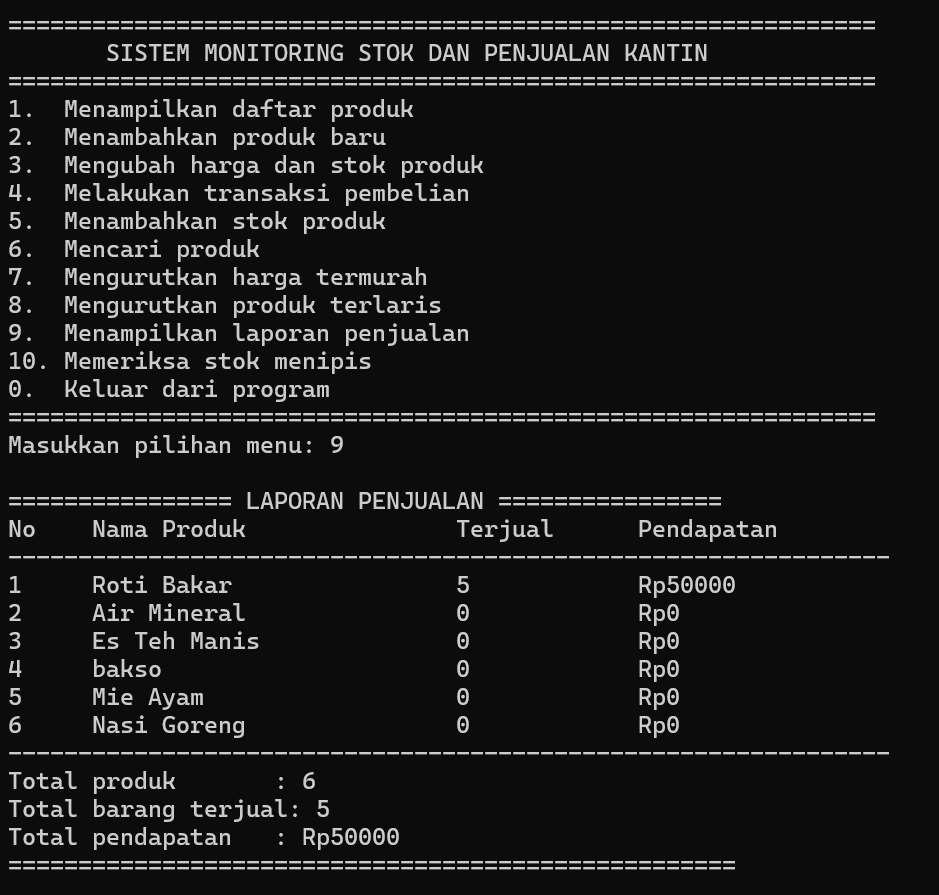 ==============================================================
       SISTEM MONITORING STOK DAN PENJUALAN KANTIN
==============================================================
1.  Menampilkan daftar produk
2.  Menambahkan produk baru
3.  Mengubah harga dan stok produk
4.  Melakukan transaksi pembelian
5.  Menambahkan stok produk
6.  Mencari produk
7.  Mengurutkan harga termurah
8.  Mengurutkan produk terlaris
9.  Menampilkan laporan penjualan
10. Memeriksa stok menipis
0.  Keluar dari program
==============================================================
Masukkan pilihan menu: 9

================ LAPORAN PENJUALAN ================
No    Nama Produk               Terjual      Pendapatan
---------------------------------------------------------------
1     Roti Bakar                5            Rp50000
2     Air Mineral               0            Rp0
3     Es Teh Manis              0            Rp0
4     bakso                     0            Rp0
5     Mie Ayam                  0            Rp0
6     Nasi Goreng               0            Rp0
---------------------------------------------------------------
Total produk       : 6
Total barang terjual: 5
Total pendapatan   : Rp50000
====================================================